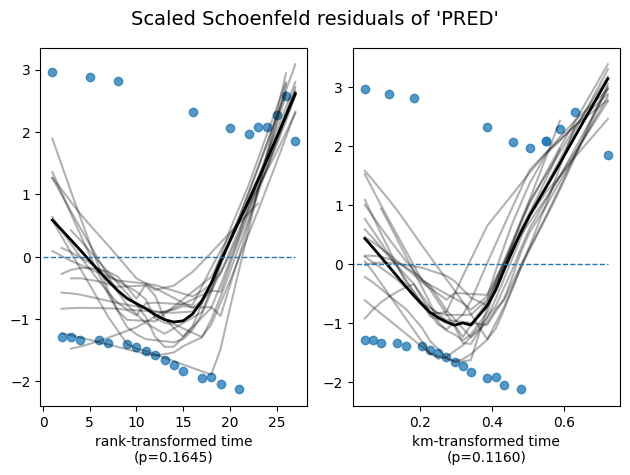 Scaled Schoenfeld residuals of 'PRED'
3
2
1
0
−1
−2
0 5 10 15 20 25
rank-transformed time
(p=0.1645)
3
2
1
0
−1
−2
0.2 0.4 0.6
km-transformed time
(p=0.1160)